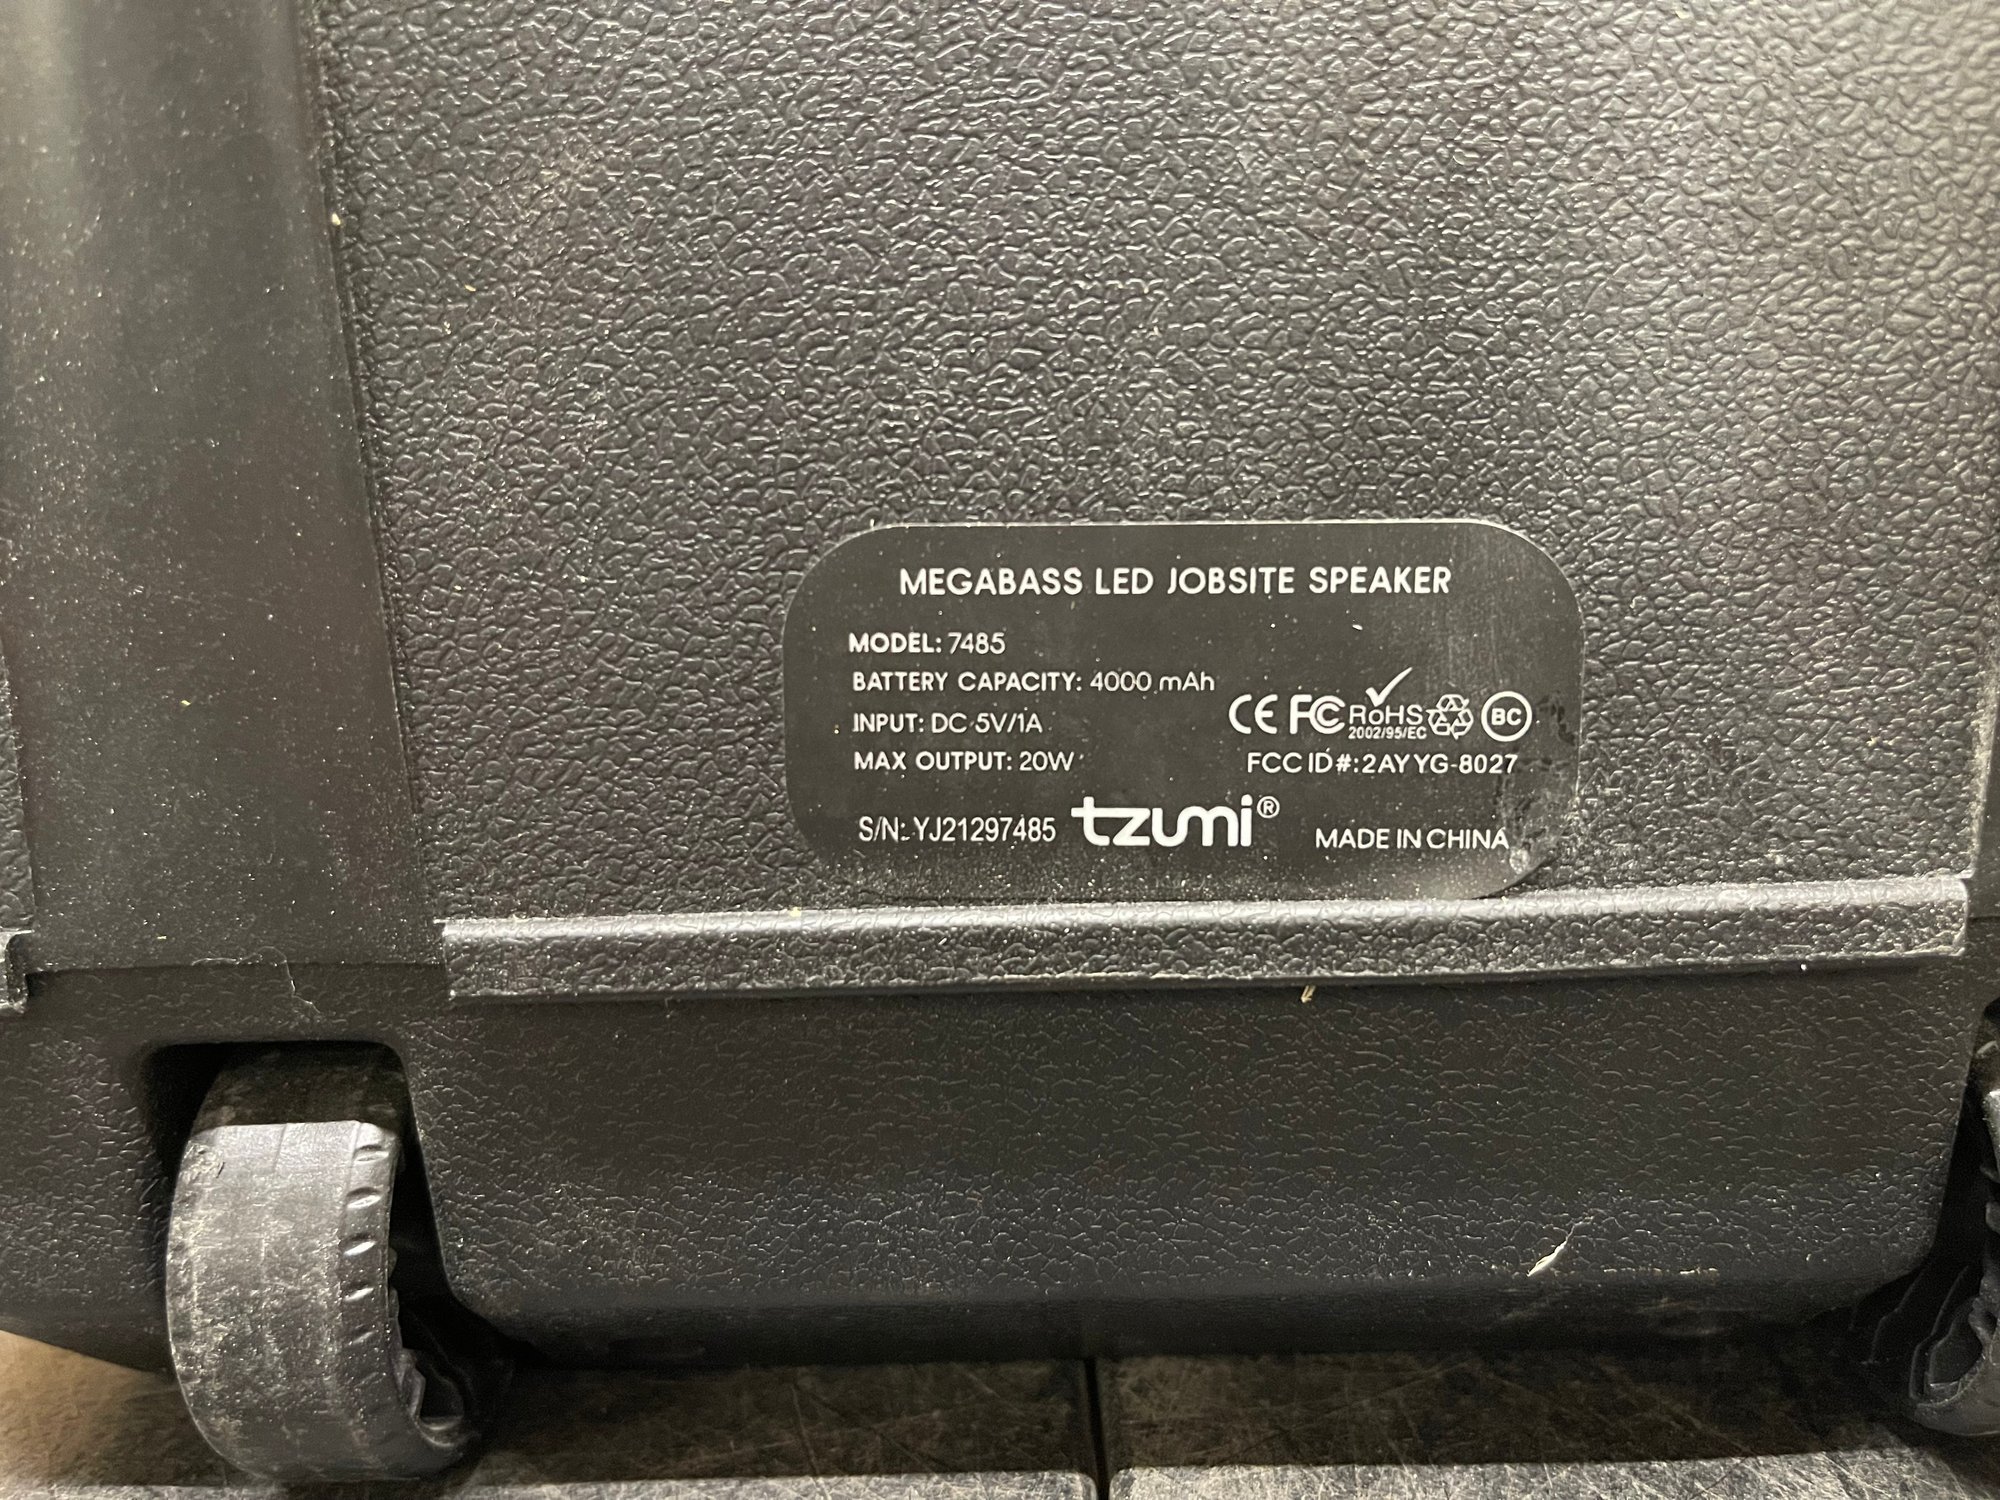 MEGABASS LED JOBSITE SPEAKER
MODEL: 7485
BATTERY CAPACITY: 4000 mAh
INPUT: DC 5V/1A
MAX OUTPUT: 20W
CE FC RoHS BC
2002/95/EC
FCC ID#:2AYYG-8027
S/N: YJ21297485 tzumi® MADE IN CHINA